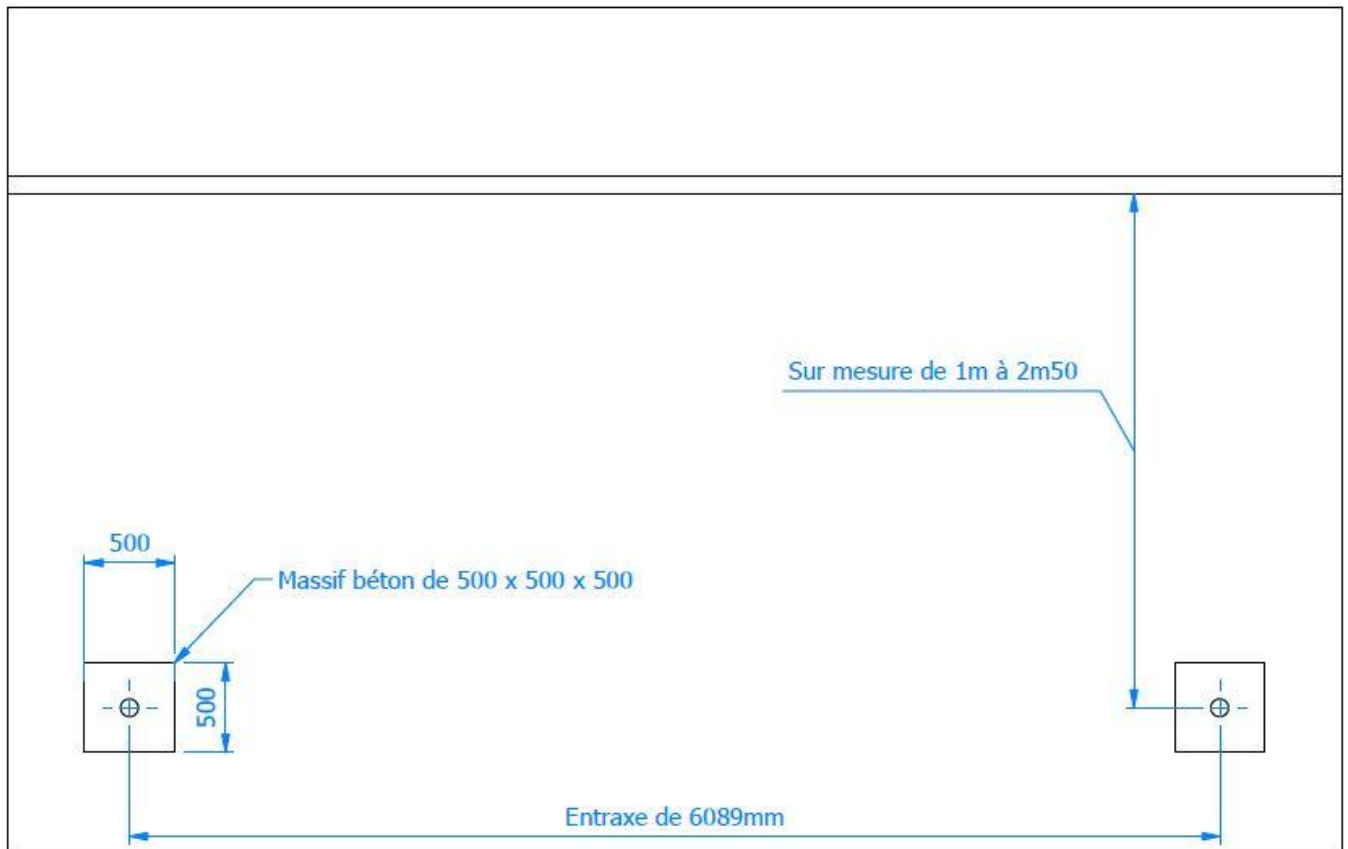 Sur mesure de 1m à 2m50
500
Massif béton de 500 x 500 x 500
500
Entraxe de 6089mm